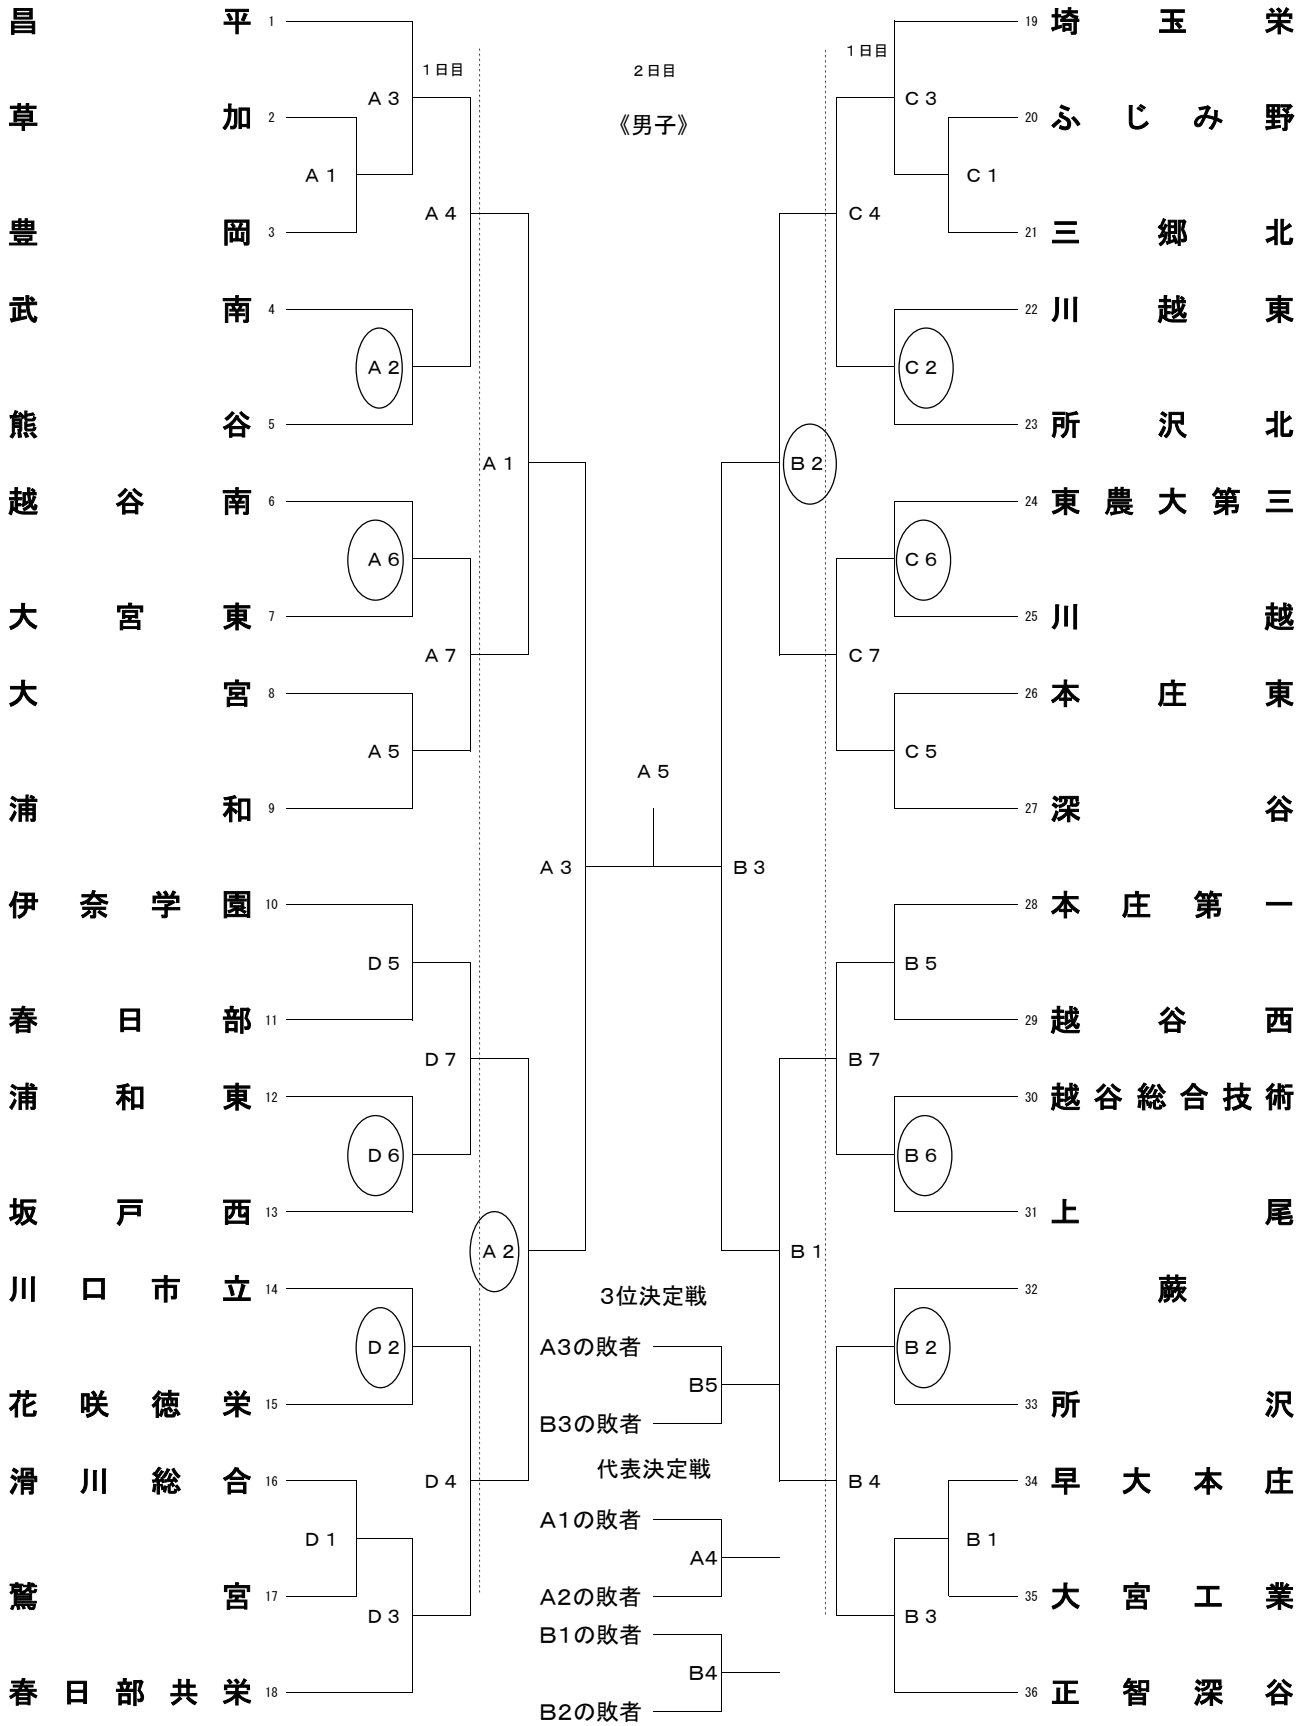 昌平 1
1日目
A3
草加 2
A1
豊岡 3
A4
武南 4
A2
熊谷 5
A1
越谷南 6
A6
大宮東 7
A7
大宮 8
A5
浦和 9
A3
伊奈学園 10
D5
春日部 11
D7
浦和東 12
D6
坂戸西 13
A2
川口市立 14
D2
花咲徳栄 15
D4
滑川総合 16
D1
鷲宮 17
D3
春日部共栄 18
2日目
《男子》
A5
3位決定戦
A3の敗者
B5
B3の敗者
代表決定戦
A1の敗者
A4
A2の敗者
B1の敗者
B4
B2の敗者
19 埼玉栄
1日目
C3
20 ふじみ野
C1
21 三郷北
C4
22 川越東
C2
23 所沢北
B2
24 東農大第三
C6
25 川越
C7
26 本庄東
C5
27 深谷
B3
28 本庄第一
B5
29 越谷西
B7
30 越谷総合技術
B6
31 上尾
B1
32 蕨
B2
33 所沢
B4
34 早大本庄
B1
35 大宮工業
B3
36 正智深谷